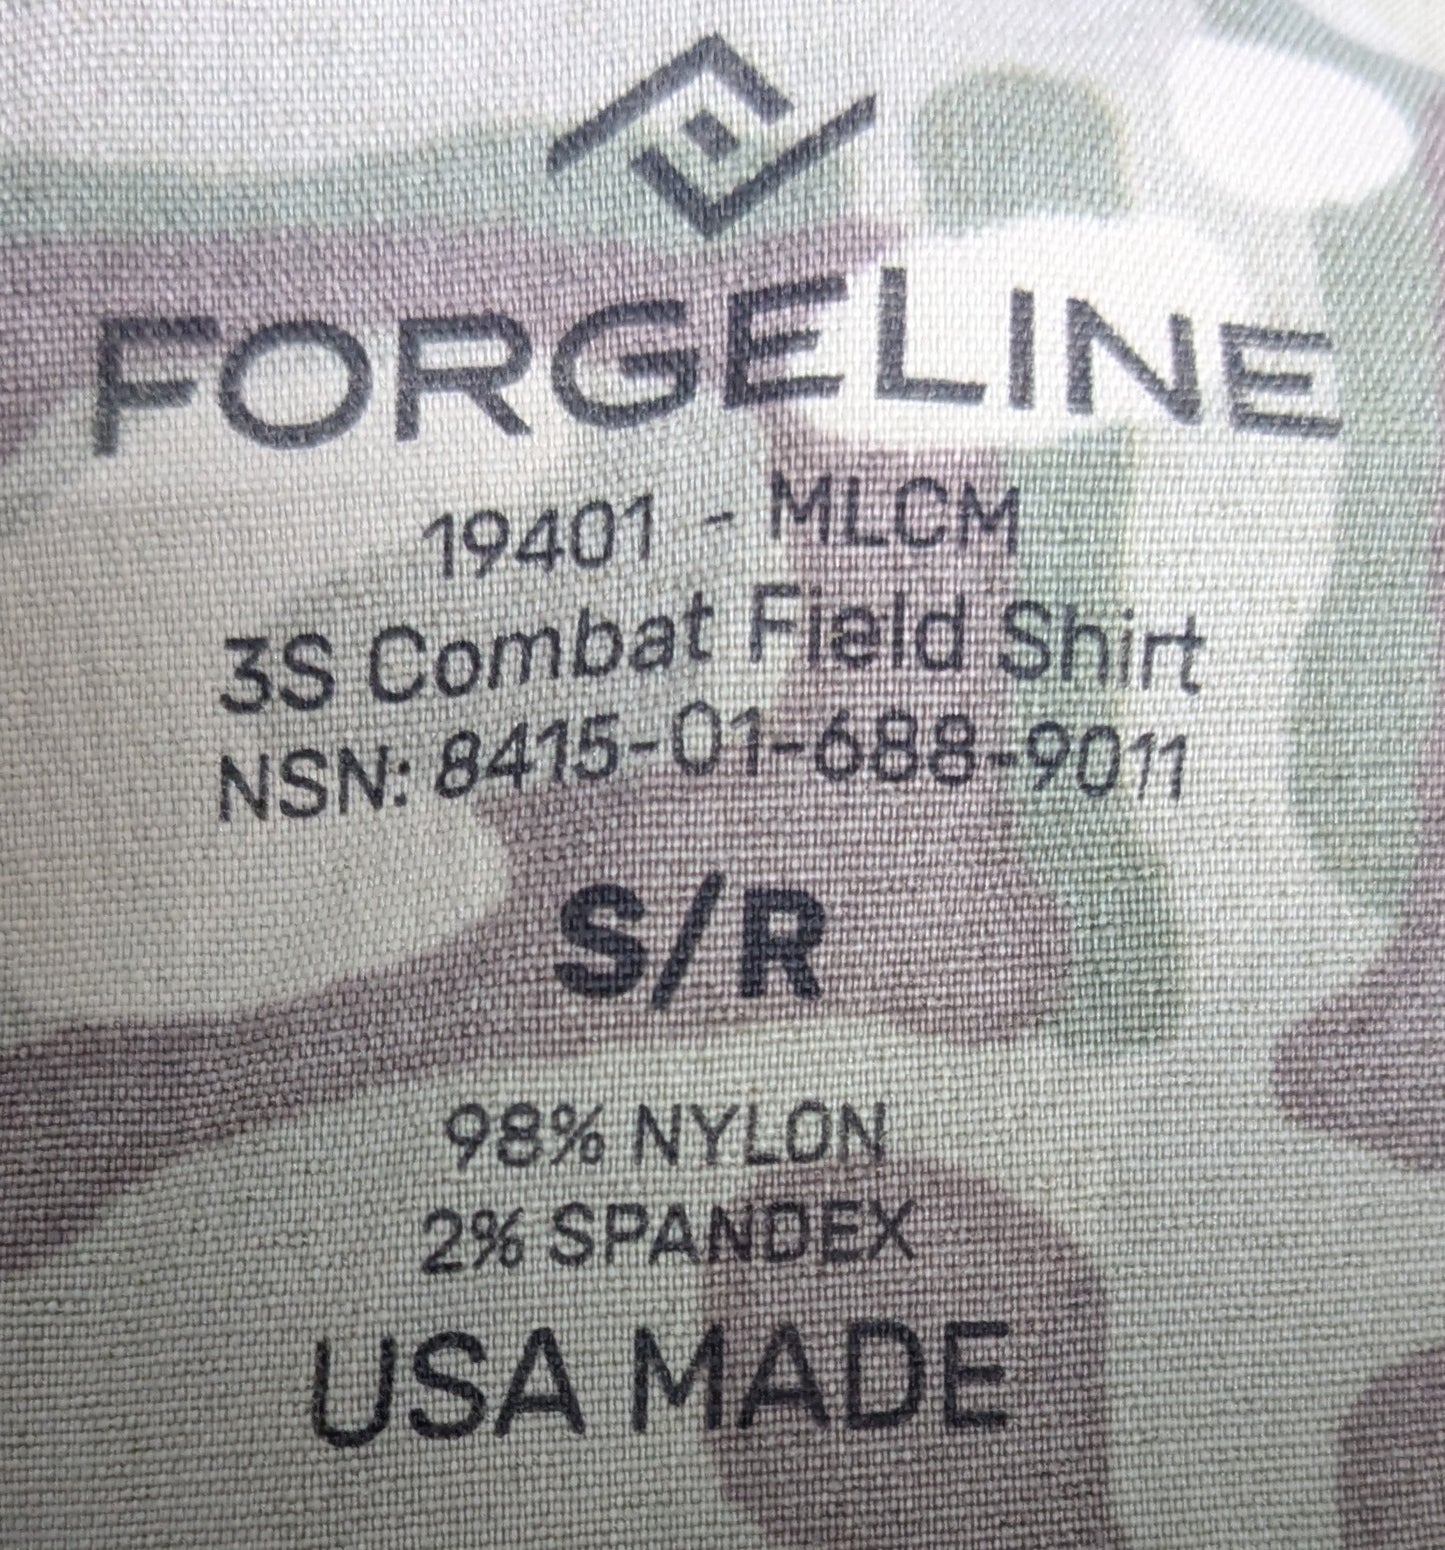 FORGELINE
19401 - MLCM
3S Combat Field Shirt
NSN: 8415-01-688-9011
S/R
98% NYLON
2% SPANDEX
USA MADE